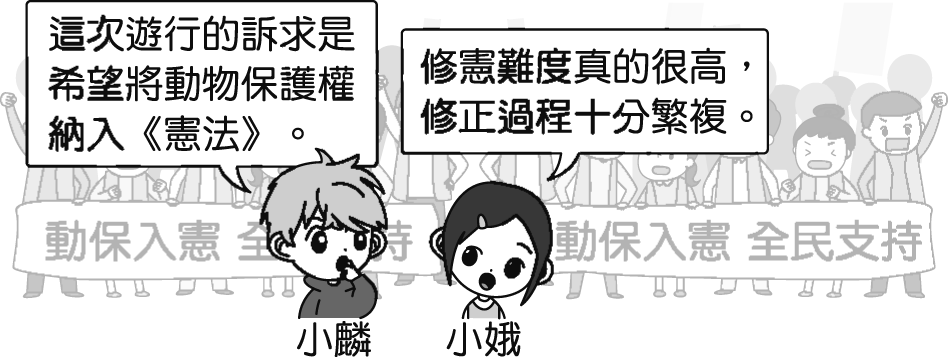 這次遊行的訴求是
希望將動物保護權
納入《憲法》。
修憲難度真的很高，
修正過程十分繁複。
動保入憲 全 持
動保入憲 全民支持
小麟
小娥